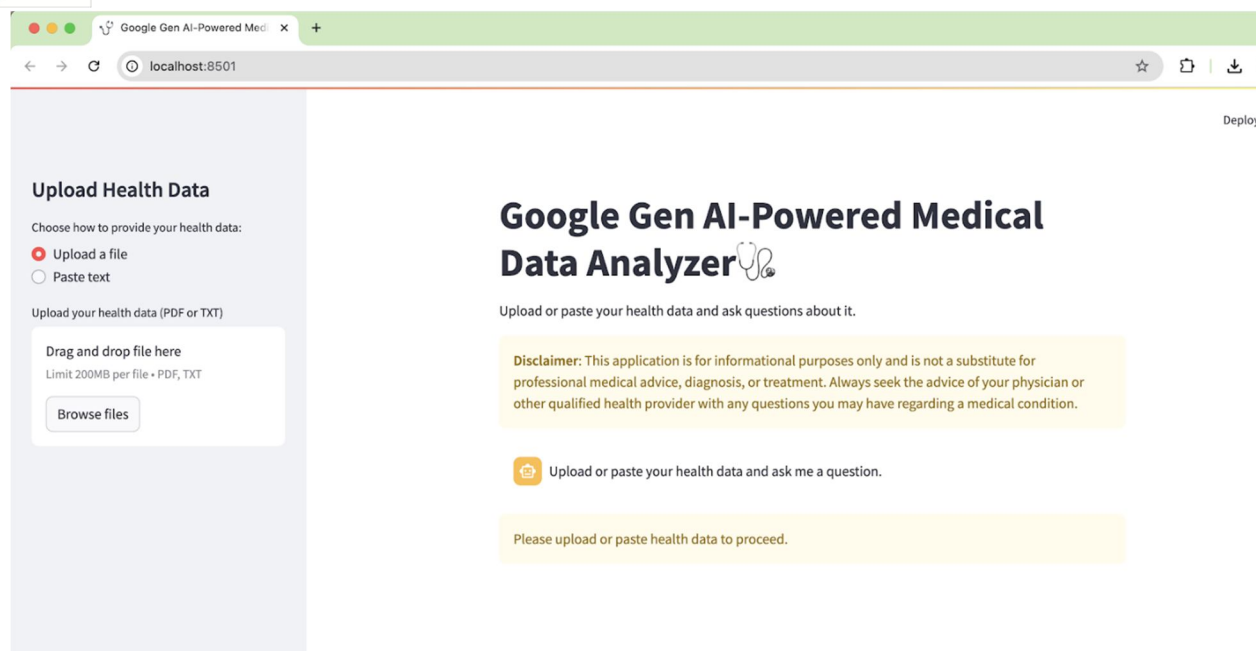 Google Gen AI-Powered Medi
localhost:8501
Deploy
Upload Health Data
Choose how to provide your health data:
Upload a file
Paste text
Upload your health data (PDF or TXT)
Drag and drop file here
Limit 200MB per file • PDF, TXT
Browse files
Google Gen AI-Powered Medical
Data Analyzer
Upload or paste your health data and ask questions about it.
Disclaimer: This application is for informational purposes only and is not a substitute for
professional medical advice, diagnosis, or treatment. Always seek the advice of your physician or
other qualified health provider with any questions you may have regarding a medical condition.
Upload or paste your health data and ask me a question.
Please upload or paste health data to proceed.